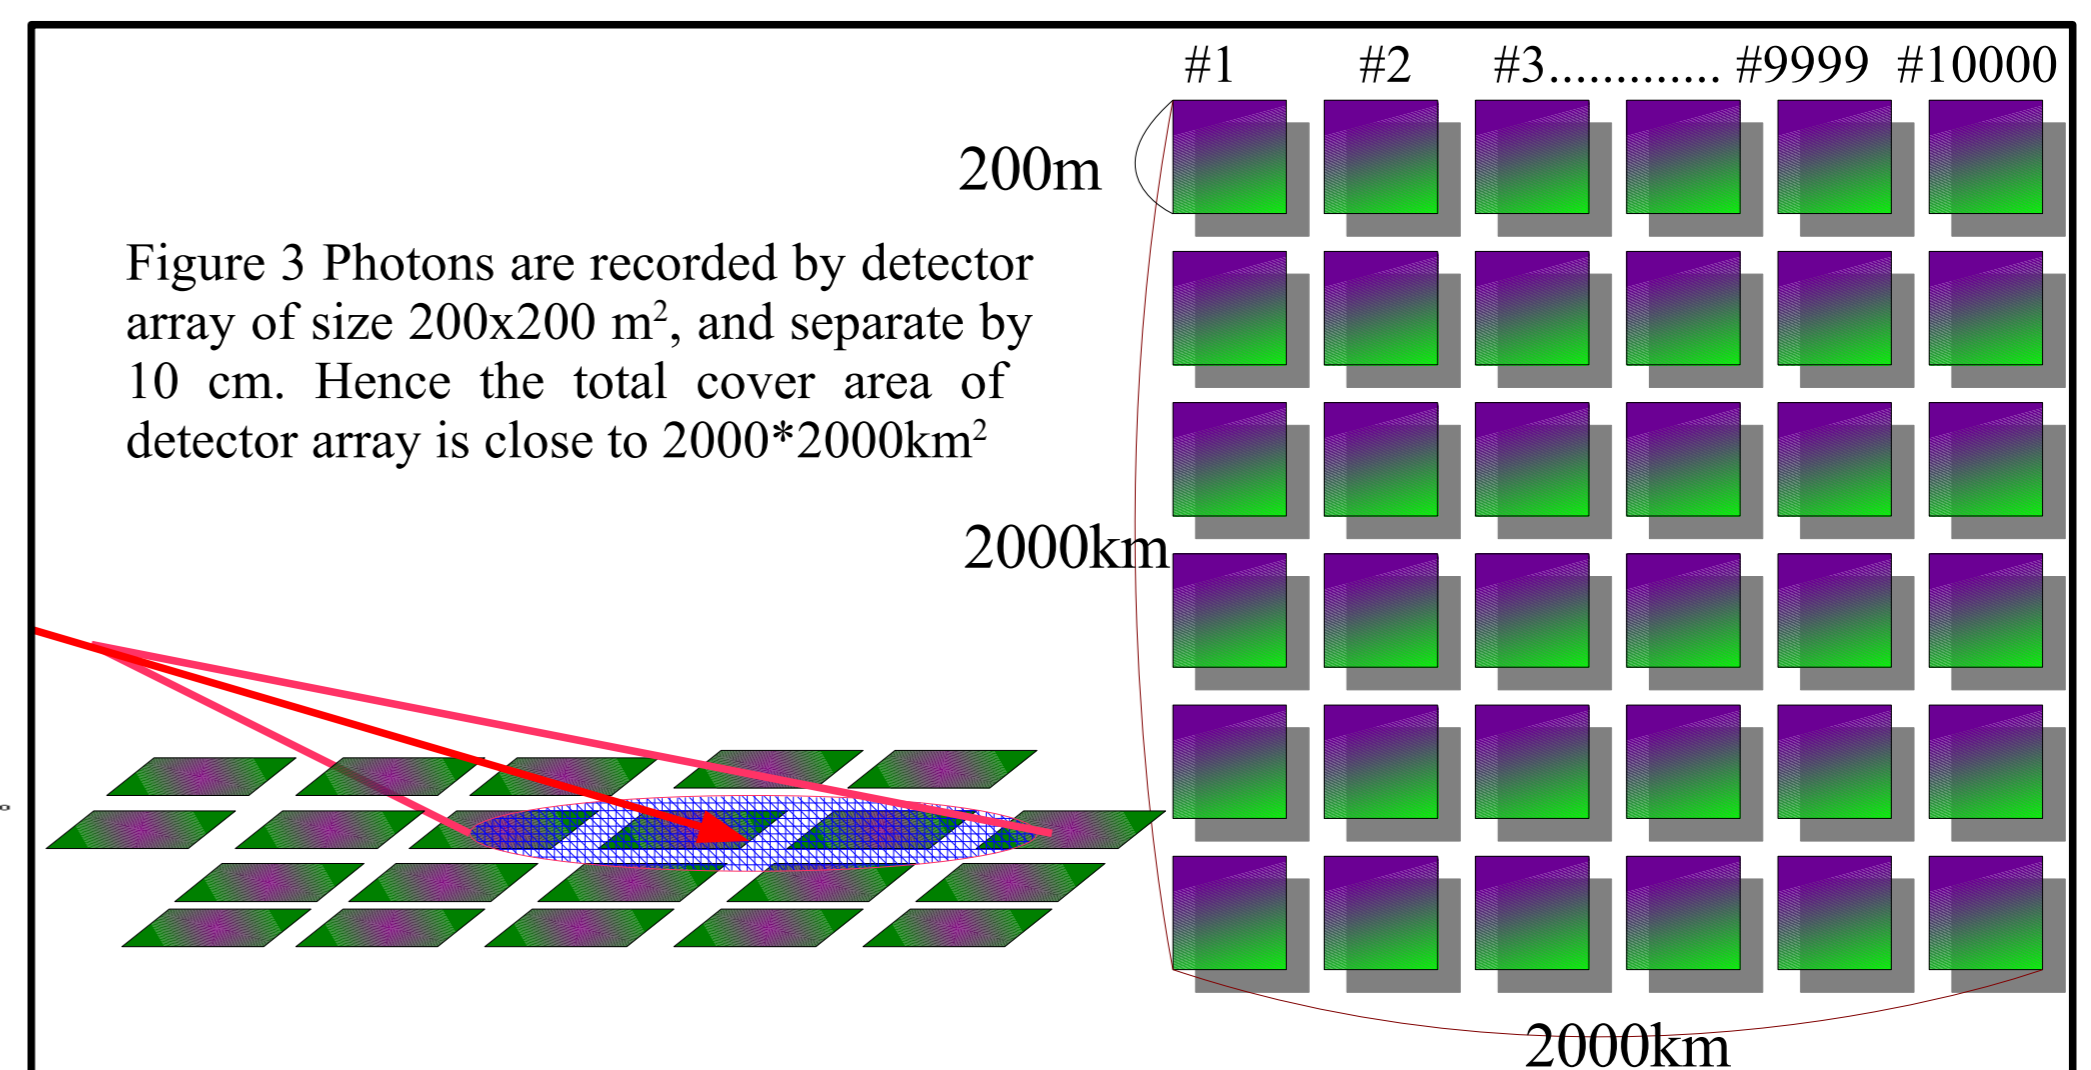 #1 #2 #3............. #9999 #10000
200m
Figure 3 Photons are recorded by detector
array of size 200x200 m², and separate by
10 cm. Hence the total cover area of
detector array is close to 2000*2000km²
2000km
2000km